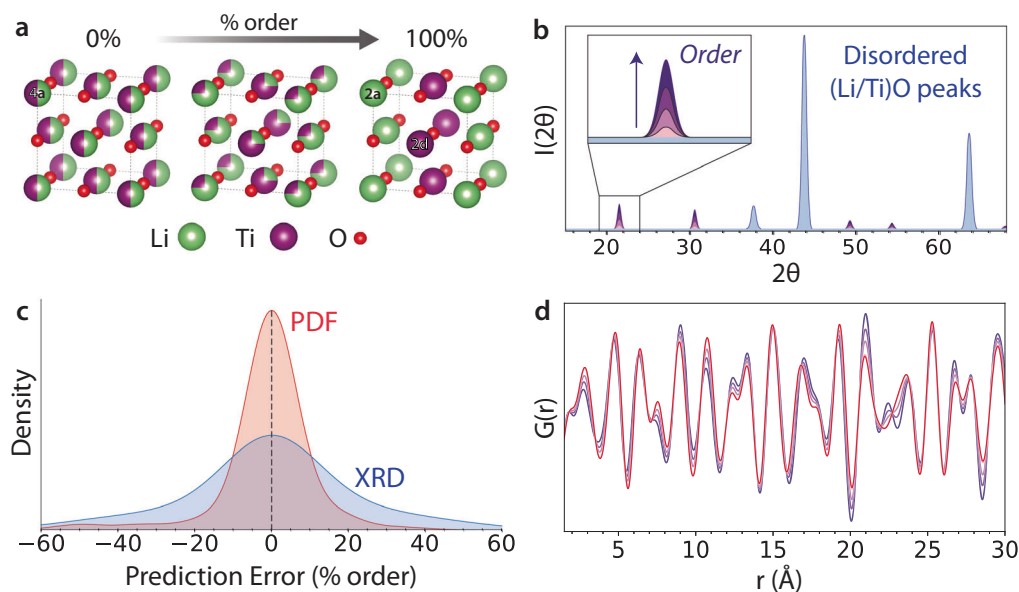 a
% order
0%
100%
4a
2a
2d
Li
Ti
O
b
Order
Disordered
(Li/Ti)O peaks
I(2θ)
20 30 40 50 60
2θ
c
PDF
XRD
Density
−60 −40 −20 0 20 40 60
Prediction Error (% order)
d
G(r)
5 10 15 20 25 30
r (Å)